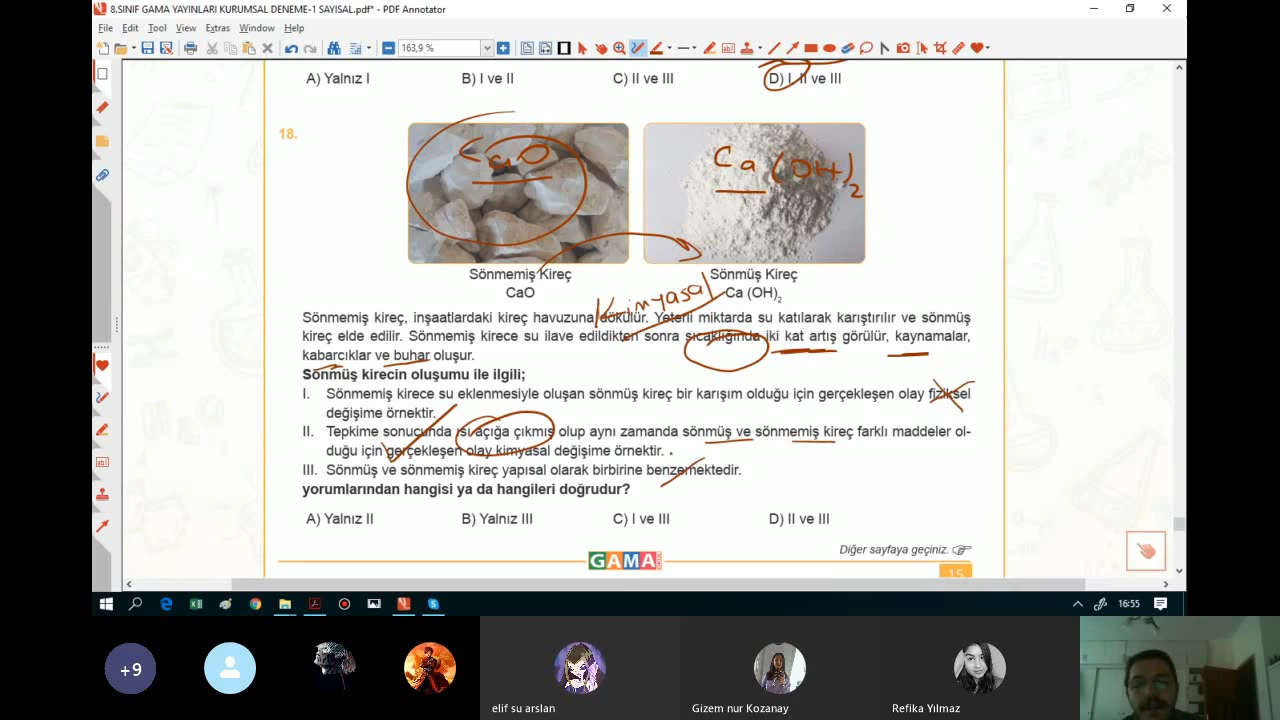 8.SINIF GAMA YAYINLARI KURUMSAL DENEME-1 SAYISAL.pdf* - PDF Annotator
File Edit Tool View Extras Window Help
163,9 %
A) Yalnız I B) I ve II C) II ve III D) I, II ve III
18.
CaO Ca(OH)2
Sönmemiş Kireç Sönmüş Kireç
CaO Ca (OH)2
Kimyasal
Sönmemiş kireç, inşaatlardaki kireç havuzuna dökülür. Yeterli miktarda su katılarak karıştırılır ve sönmüş
kireç elde edilir. Sönmemiş kirece su ilave edildikten sonra sıcaklığında iki kat artış görülür, kaynamalar,
kabarcıklar ve buhar oluşur.
Sönmüş kirecin oluşumu ile ilgili;
I. Sönmemiş kirece su eklenmesiyle oluşan sönmüş kireç bir karışım olduğu için gerçekleşen olay fiziksel
değişime örnektir.
II. Tepkime sonucunda ısı açığa çıkmış olup aynı zamanda sönmüş ve sönmemiş kireç farklı maddeler ol-
duğu için gerçekleşen olay kimyasal değişime örnektir.
III. Sönmüş ve sönmemiş kireç yapısal olarak birbirine benzemektedir.
yorumlarından hangisi ya da hangileri doğrudur?
A) Yalnız II B) Yalnız III C) I ve III D) II ve III
Diğer sayfaya geçiniz.
GAMA
15
16:55
+9
elif su arslan Gizem nur Kozanay Refika Yılmaz